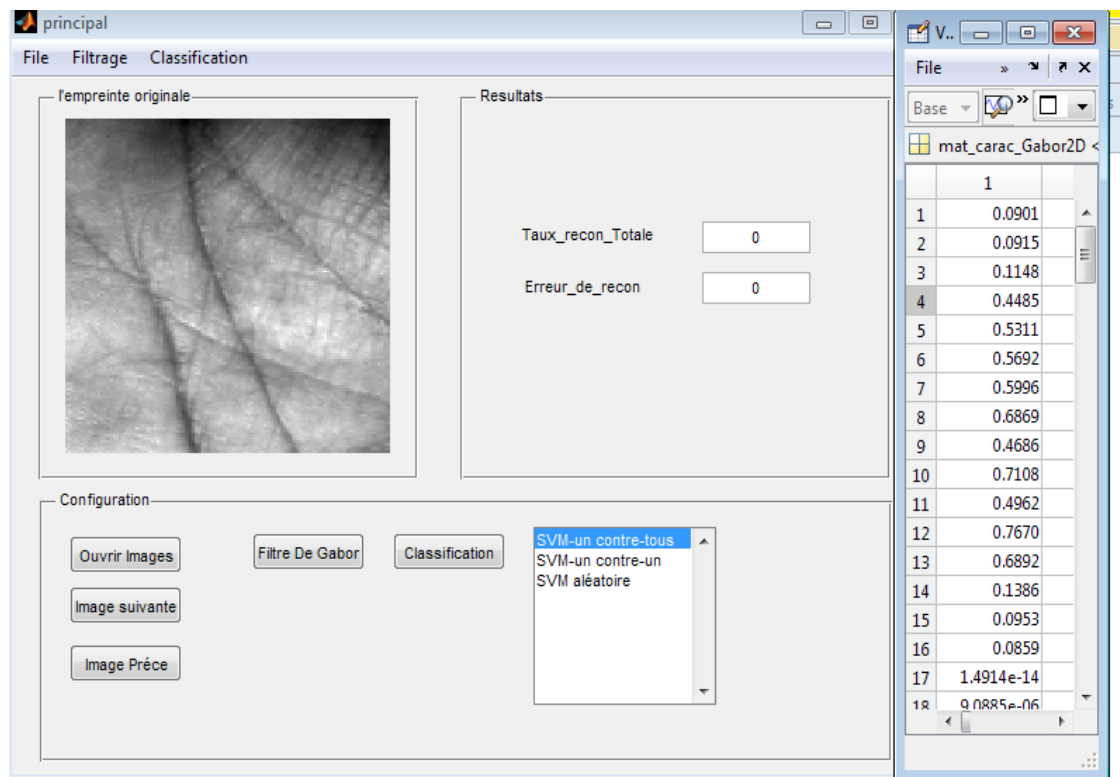 principal
File Filtrage Classification
l'empreinte originale
Resultats
Taux_recon_Totale 0
Erreur_de_recon 0
Configuration
Ouvrir Images
Filtre De Gabor
Classification
SVM-un contre-tous
SVM-un contre-un
SVM aléatoire
Image suivante
Image Préce
V..
File »
Base »
mat_carac_Gabor2D <
1
1 0.0901
2 0.0915
3 0.1148
4 0.4485
5 0.5311
6 0.5692
7 0.5996
8 0.6869
9 0.4686
10 0.7108
11 0.4962
12 0.7670
13 0.6892
14 0.1386
15 0.0953
16 0.0859
17 1.4914e-14
18 9.0885e-06